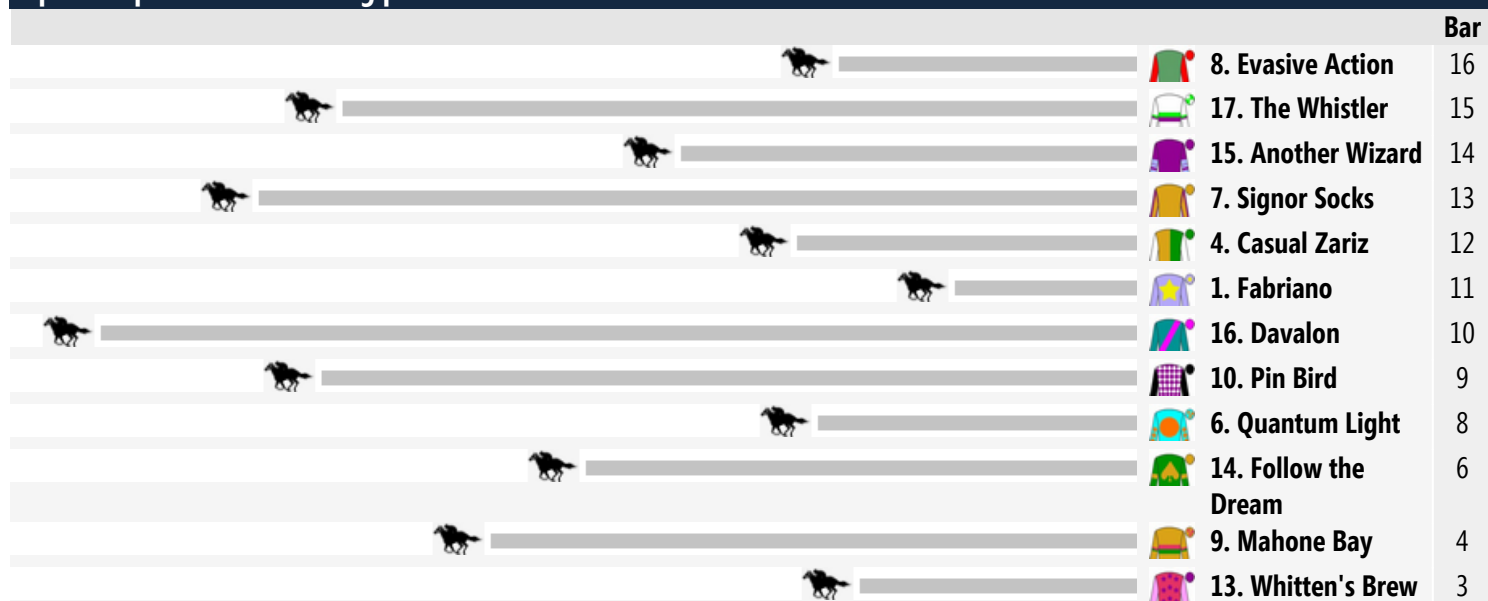 Bar
8. Evasive Action 16
17. The Whistler 15
15. Another Wizard 14
7. Signor Socks 13
4. Casual Zariz 12
1. Fabriano 11
16. Davalon 10
10. Pin Bird 9
6. Quantum Light 8
14. Follow the 6
Dream
9. Mahone Bay 4
13. Whitten's Brew 3